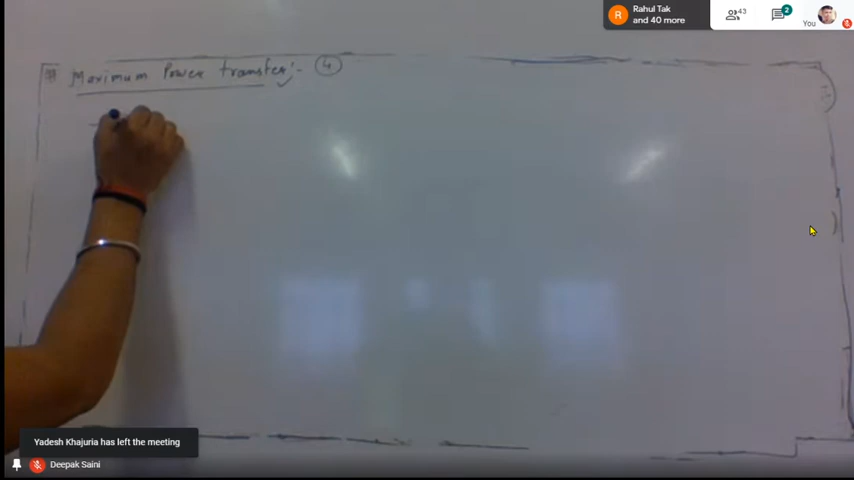 Rahul Tak
and 40 more
43
2
You
R
Maximum Power transfer :- 4
Yadesh Khajuria has left the meeting
Deepak Saini